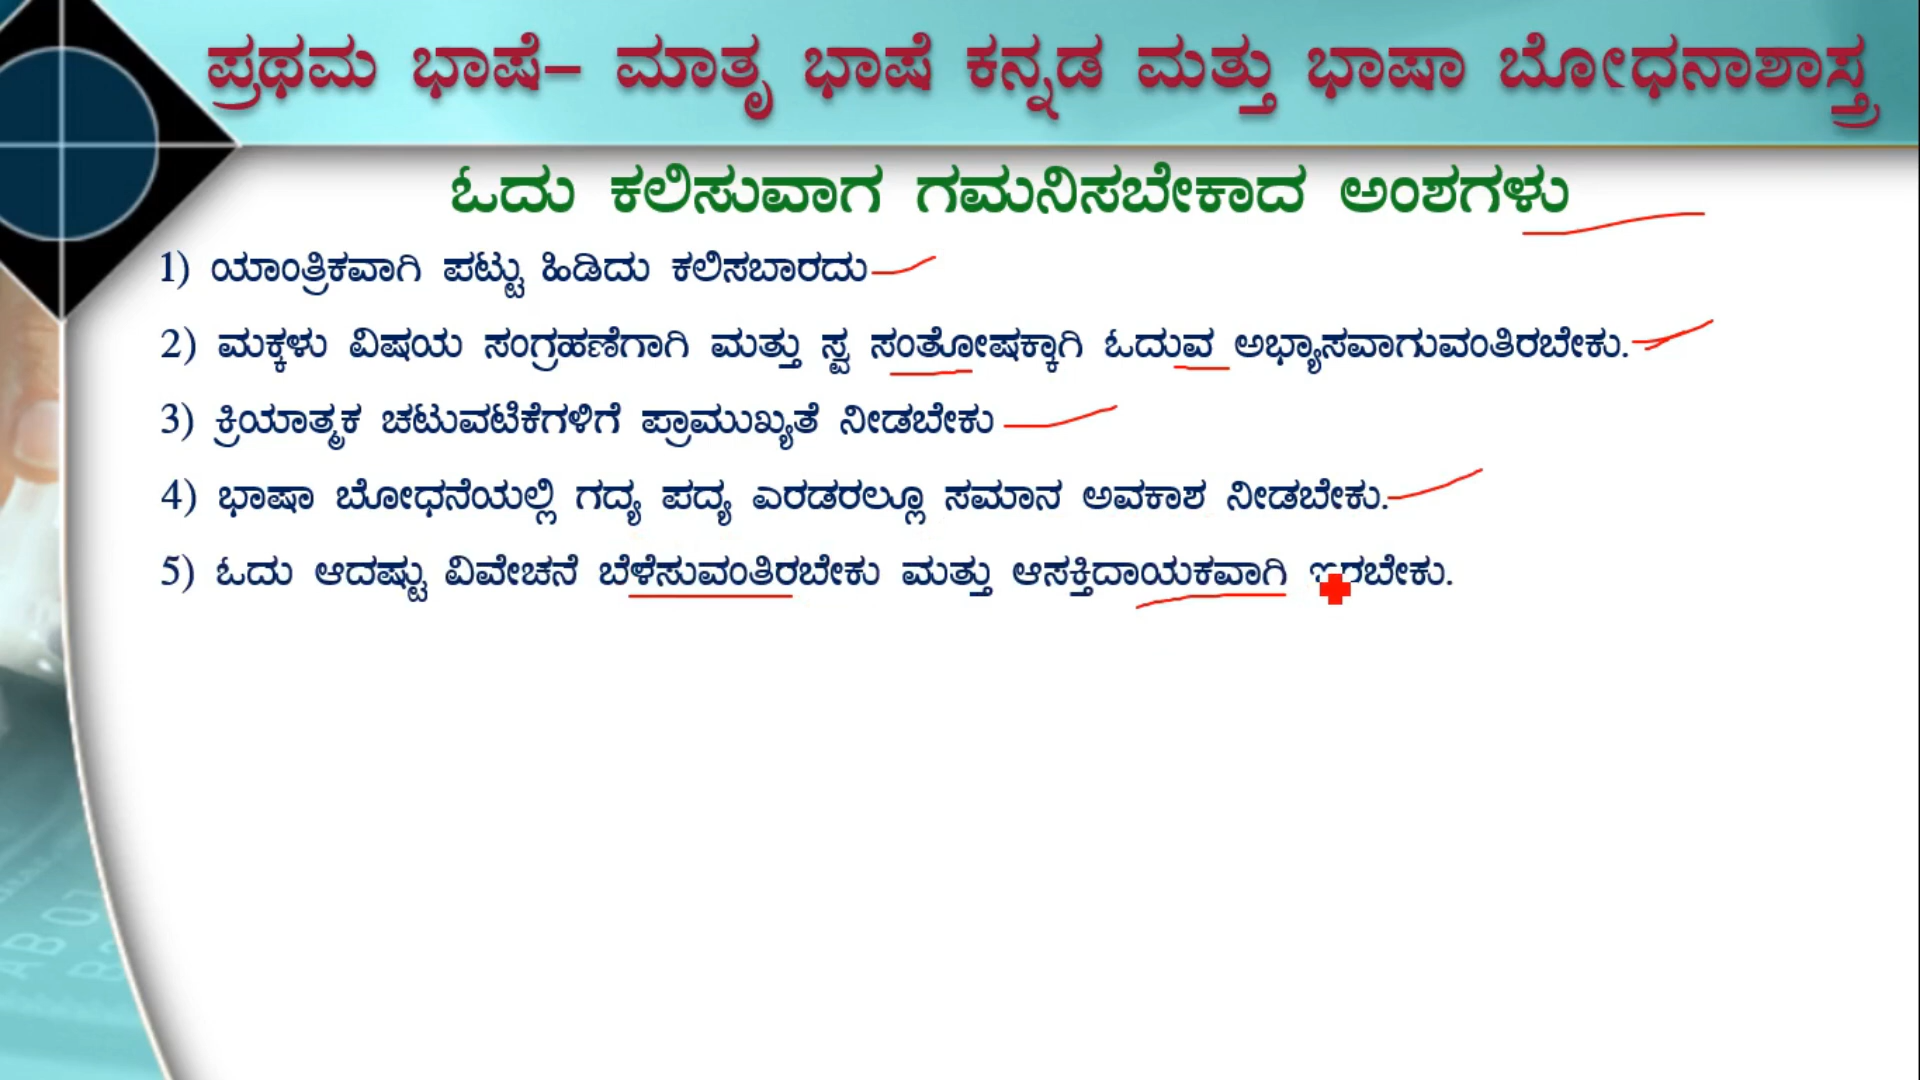 ಪ್ರಥಮ ಭಾಷೆ– ಮಾತೃ ಭಾಷೆ ಕನ್ನಡ ಮತ್ತು ಭಾಷಾ ಬೋಧನಾಶಾಸ್ತ್ರ
ಓದು ಕಲಿಸುವಾಗ ಗಮನಿಸಬೇಕಾದ ಅಂಶಗಳು
1) ಯಾಂತ್ರಿಕವಾಗಿ ಪಟ್ಟು ಹಿಡಿದು ಕಲಿಸಬಾರದು
2) ಮಕ್ಕಳು ವಿಷಯ ಸಂಗ್ರಹಣೆಗಾಗಿ ಮತ್ತು ಸ್ವ ಸಂತೋಷಕ್ಕಾಗಿ ಓದುವ ಅಭ್ಯಾಸವಾಗುವಂತಿರಬೇಕು.
3) ಕ್ರಿಯಾತ್ಮಕ ಚಟುವಟಿಕೆಗಳಿಗೆ ಪ್ರಾಮುಖ್ಯತೆ ನೀಡಬೇಕು
4) ಭಾಷಾ ಬೋಧನೆಯಲ್ಲಿ ಗದ್ಯ ಪದ್ಯ ಎರಡರಲ್ಲೂ ಸಮಾನ ಅವಕಾಶ ನೀಡಬೇಕು.
5) ಓದು ಆದಷ್ಟು ವಿವೇಚನೆ ಬೆಳೆಸುವಂತಿರಬೇಕು ಮತ್ತು ಆಸಕ್ತಿದಾಯಕವಾಗಿ ಇರಬೇಕು.